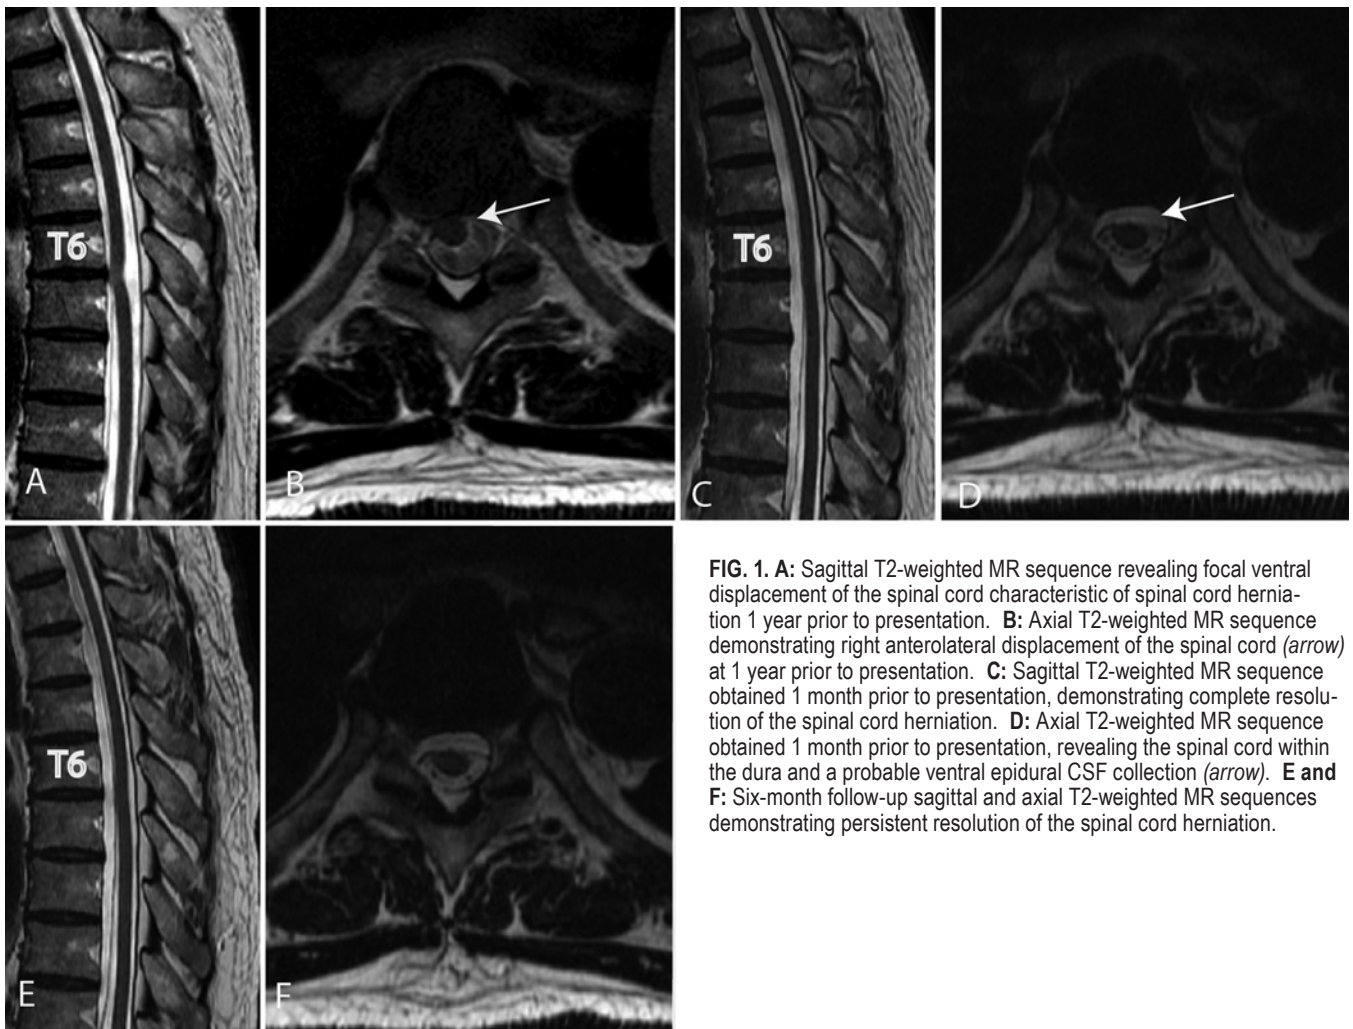 T6
A
B
T6
C
D
T6
E
F
FIG. 1. A: Sagittal T2-weighted MR sequence revealing focal ventral
displacement of the spinal cord characteristic of spinal cord hernia-
tion 1 year prior to presentation. B: Axial T2-weighted MR sequence
demonstrating right anterolateral displacement of the spinal cord (arrow)
at 1 year prior to presentation. C: Sagittal T2-weighted MR sequence
obtained 1 month prior to presentation, demonstrating complete resolu-
tion of the spinal cord herniation. D: Axial T2-weighted MR sequence
obtained 1 month prior to presentation, revealing the spinal cord within
the dura and a probable ventral epidural CSF collection (arrow). E and
F: Six-month follow-up sagittal and axial T2-weighted MR sequences
demonstrating persistent resolution of the spinal cord herniation.